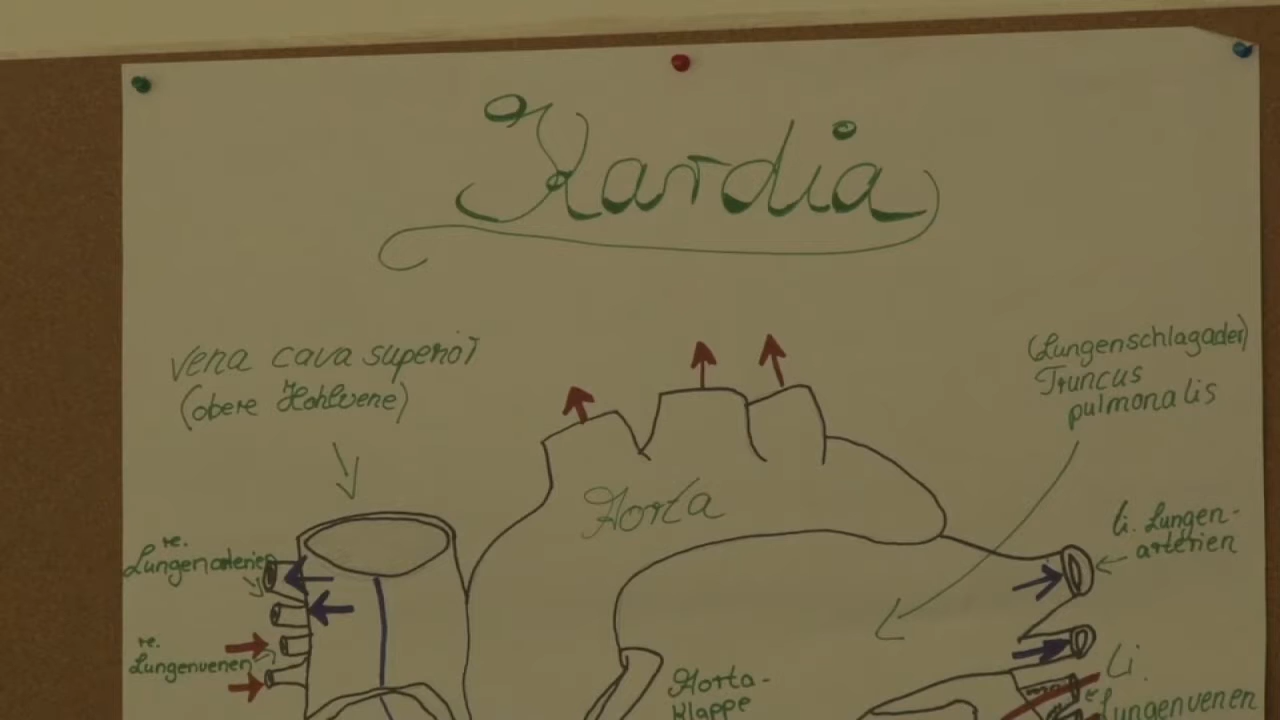 Kardia
vena cava superior
(obere Hohlvene)
(Lungenschlagader)
Truncus
pulmonalis
Aorta
re.
Lungenarterien
li. Lungen-
arterien
re.
Lungenvenen
Aorta-
klappe
Li.
Lungenvenen